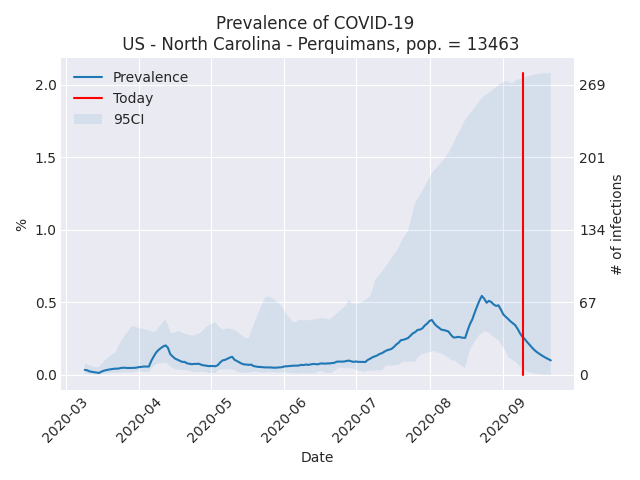 Prevalence of COVID-19
US - North Carolina - Perquimans, pop. = 13463
Prevalence
Today
95CI
2.0
1.5
1.0
0.5
0.0
%
269
201
134
67
0
# of infections
2020-03
2020-04
2020-05
2020-06
2020-07
2020-08
2020-09
Date